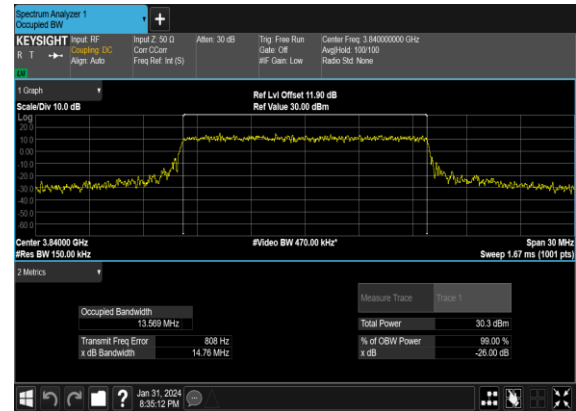 Spectrum Analyzer 1
Occupied BW
+
KEYSIGHT Input: RF Input Z: 50 Ω Atten: 30 dB Trig: Free Run Center Freq: 3.840000000 GHz
R T Coupling: DC Corr CCorr Gate: Off Avg|Hold: 100/100
Align: Auto Freq Ref: Int (S) #IF Gain: Low Radio Std: None
1 Graph
Ref Lvl Offset 11.90 dB
Scale/Div 10.0 dB Ref Value 30.00 dBm
Log
20.0
10.0
0.00
-10.0
-20.0
-30.0
-40.0
-50.0
-60.0
Center 3.84000 GHz #Video BW 470.00 kHz* Span 30 MHz
#Res BW 150.00 kHz Sweep 1.67 ms (1001 pts)
2 Metrics
Measure Trace Trace 1
Occupied Bandwidth
13.569 MHz Total Power 30.3 dBm
Transmit Freq Error 808 Hz % of OBW Power 99.00 %
x dB Bandwidth 14.76 MHz x dB -26.00 dB
? Jan 31, 2024
8:35:12 PM